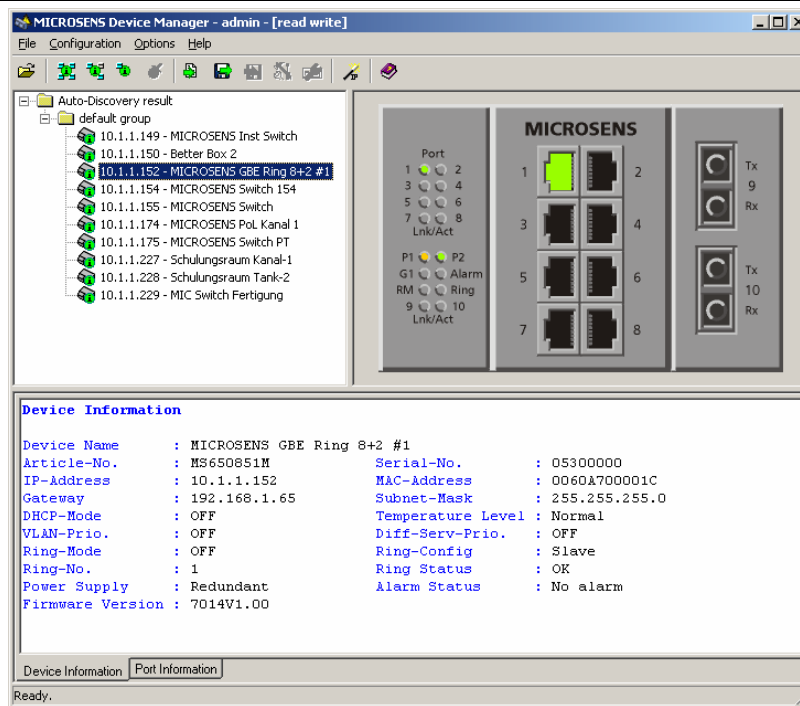 MICROSENS Device Manager - admin - [read write]
File Configuration Options Help
Auto-Discovery result
default group
10.1.1.149 - MICROSENS Inst Switch
10.1.1.150 - Better Box 2
10.1.1.152 - MICROSENS GBE Ring 8+2 #1
10.1.1.154 - MICROSENS Switch 154
10.1.1.155 - MICROSENS Switch
10.1.1.174 - MICROSENS PoL Kanal 1
10.1.1.175 - MICROSENS Switch PT
10.1.1.227 - Schulungsraum Kanal-1
10.1.1.228 - Schulungsraum Tank-2
10.1.1.229 - MIC Switch Fertigung
Port
1 2
3 4
5 6
7 8
Lnk/Act
P1 P2
G1 Alarm
RM Ring
9 10
Lnk/Act
MICROSENS
1 2
3 4
5 6
7 8
Tx
9
Rx
Tx
10
Rx
Device Information
Device Name : MICROSENS GBE Ring 8+2 #1
Article-No. : MS650851M Serial-No. : 05300000
IP-Address : 10.1.1.152 MAC-Address : 0060A700001C
Gateway : 192.168.1.65 Subnet-Mask : 255.255.255.0
DHCP-Mode : OFF Temperature Level : Normal
VLAN-Prio. : OFF Diff-Serv-Prio. : OFF
Ring-Mode : OFF Ring-Config : Slave
Ring-No. : 1 Ring Status : OK
Power Supply : Redundant Alarm Status : No alarm
Firmware Version : 7014V1.00
Device Information Port Information
Ready.